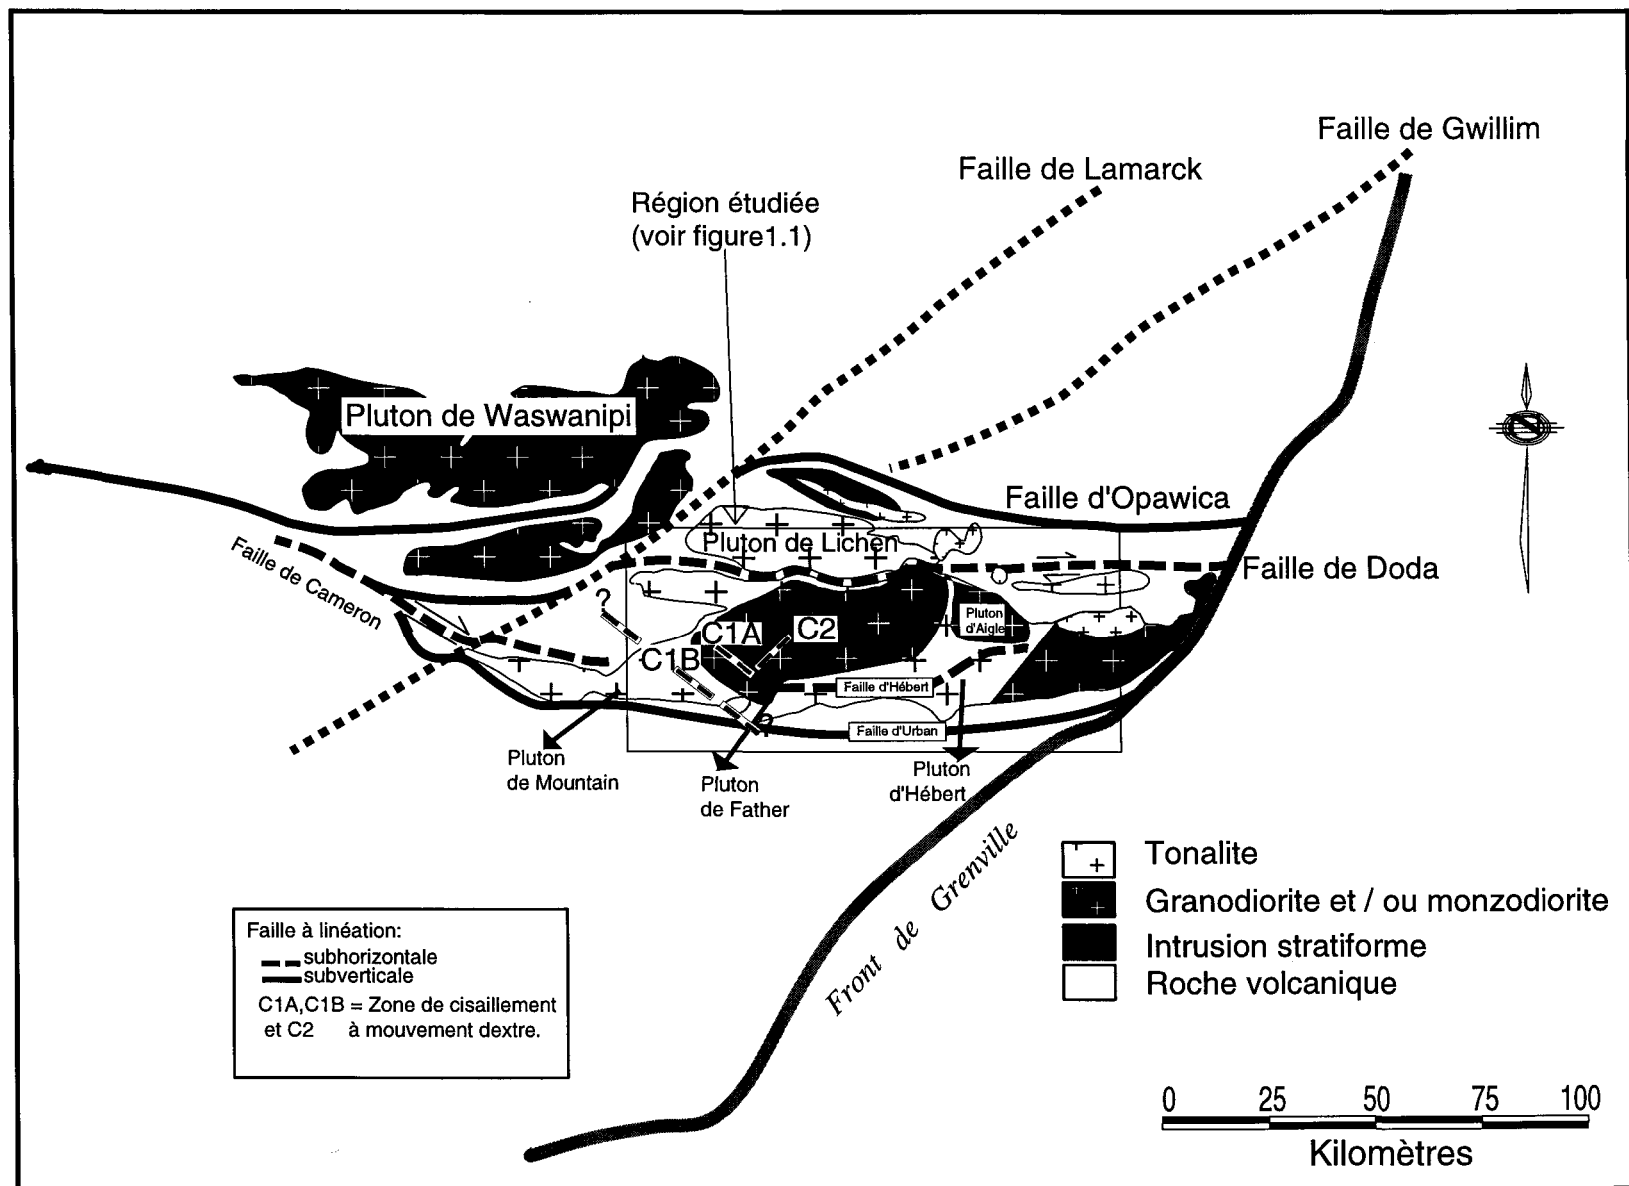 Faille de Gwillim
Faille de Lamarck
Région étudiée
(voir figure1.1)
Pluton de Waswanipi
Faille d'Opawica
Pluton de Lichen
Faille de Cameron
Faille de Doda
?
Pluton
d'Aigle
C1A
C2
C1B
Faille d'Hébert
?
Faille d'Urban
Pluton
de Mountain
Pluton
de Father
Pluton
d'Hébert
Front de Grenville
Tonalite
Granodiorite et / ou monzodiorite
Intrusion stratiforme
Roche volcanique
Faille à linéation:
subhorizontale
subverticale
C1A,C1B = Zone de cisaillement
et C2 à mouvement dextre.
0 25 50 75 100
Kilomètres
N